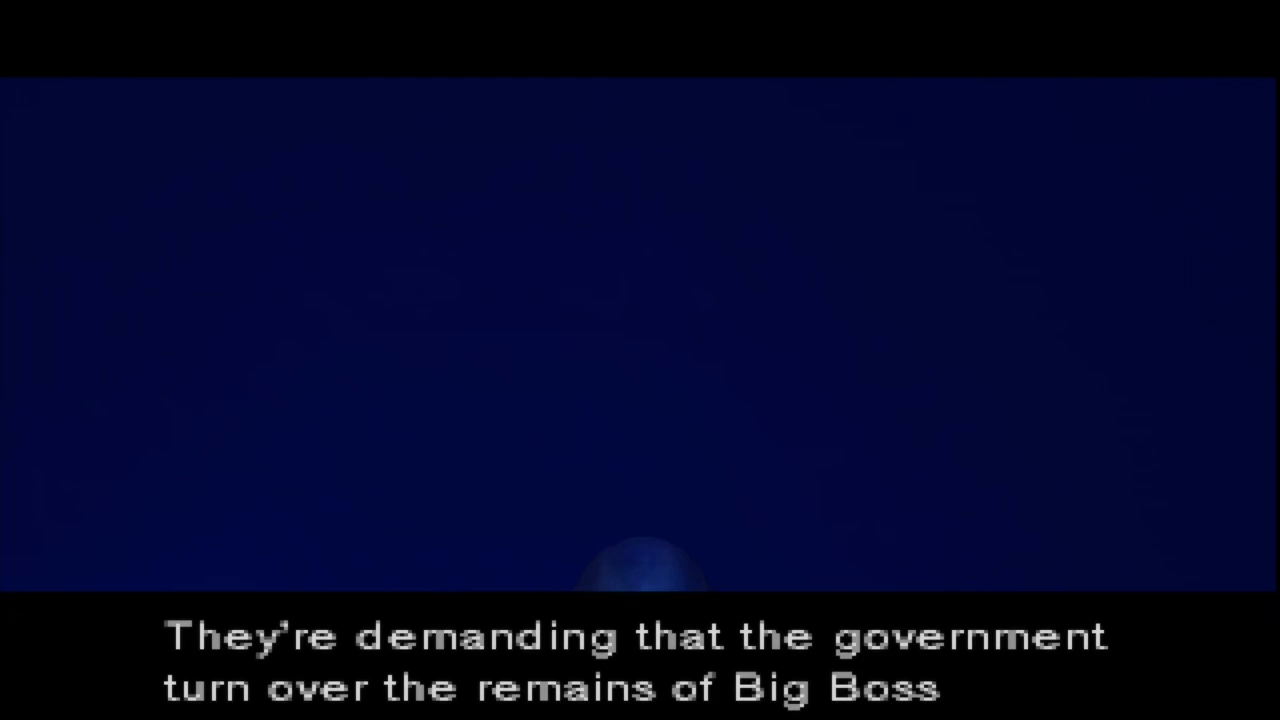 They're demanding that the government
turn over the remains of Big Boss